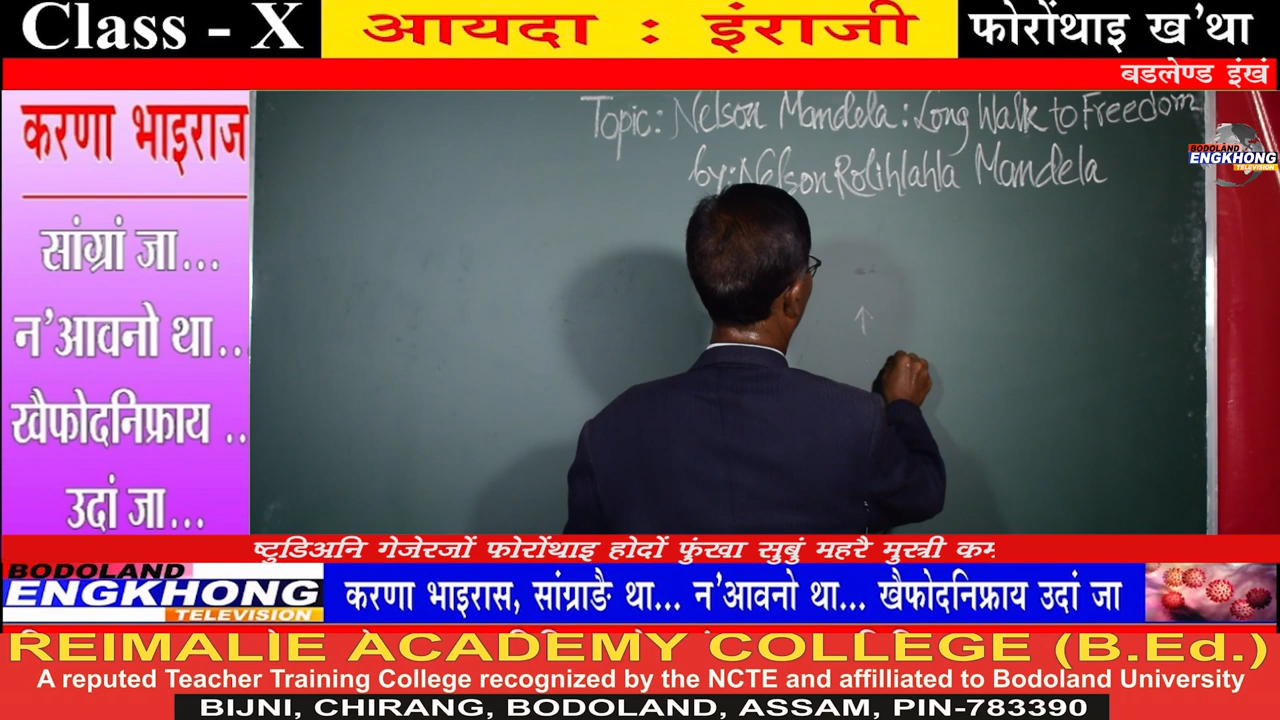 Class - X
आयदा : इंराजी
फोरोंथाइ ख'था
बडलेण्ड इंखं
करणा भाइराज
सांग्रां जा...
न'आवनो था...
खैफोदनिफ्राय ..
उदां जा...
Topic: Nelson Mandela: Long Walk to Freedom
by: Nelson Rolihlahla Mandela
BODOLAND
ENGKHONG
TELEVISION
ष्टुडिअनि गेजेरजों फोरोंथाइ होदों फुंखा सुबुं महरै मुस्त्री कम
BODOLAND
ENGKHONG
TELEVISION
करणा भाइरास, सांग्राङै था... न'आवनो था... खैफोदनिफ्राय उदां जा
REIMALIE ACADEMY COLLEGE (B.Ed.)
A reputed Teacher Training College recognized by the NCTE and affilliated to Bodoland University
BIJNI, CHIRANG, BODOLAND, ASSAM, PIN-783390